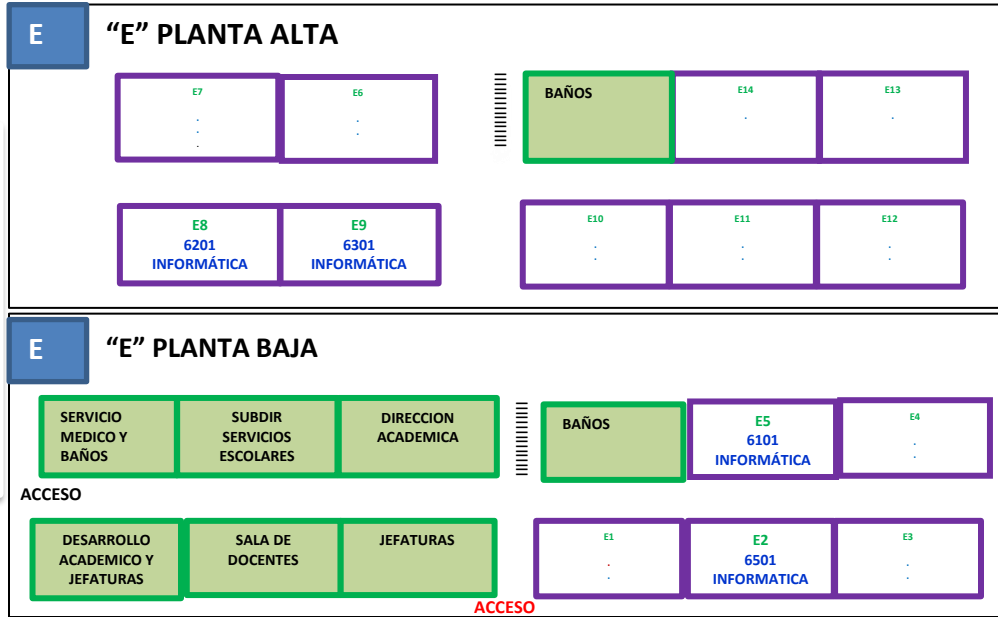 E
“E” PLANTA ALTA
E7
.
.
.
E6
.
.
BAÑOS
E14
.
E13
.
E8
6201
INFORMÁTICA
E9
6301
INFORMÁTICA
E10
.
.
E11
.
.
E12
.
.
E
“E” PLANTA BAJA
SERVICIO
MEDICO Y
BAÑOS
SUBDIR
SERVICIOS
ESCOLARES
DIRECCION
ACADEMICA
BAÑOS
E5
6101
INFORMÁTICA
E4
.
.
ACCESO
DESARROLLO
ACADEMICO Y
JEFATURAS
SALA DE
DOCENTES
JEFATURAS
E1
.
.
E2
6501
INFORMATICA
E3
.
.
ACCESO